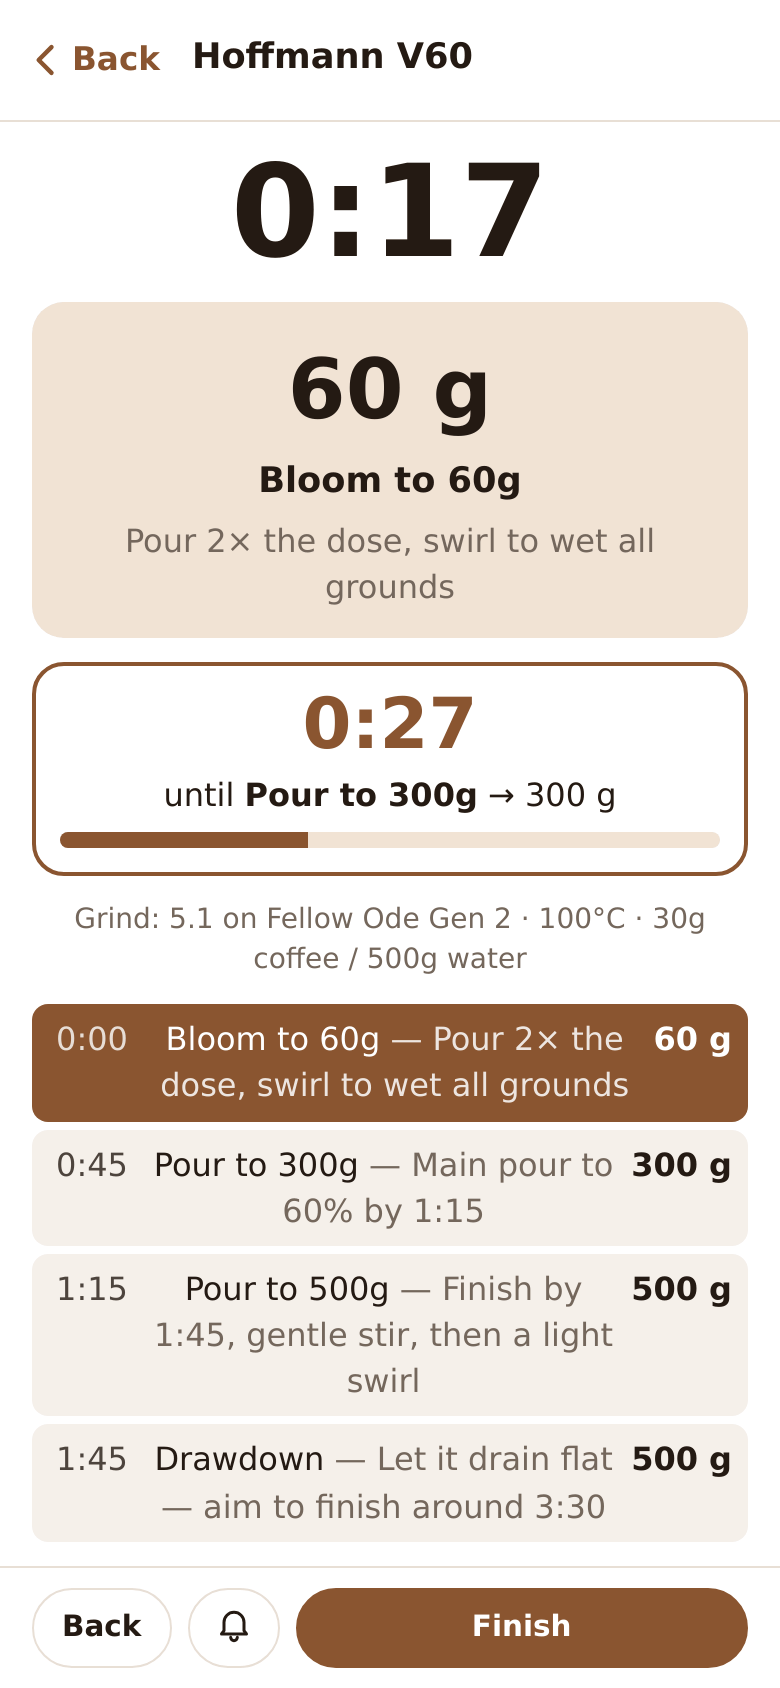 Back Hoffmann V60
0:17
60 g
Bloom to 60g
Pour 2× the dose, swirl to wet all
grounds
0:27
until Pour to 300g → 300 g
Grind: 5.1 on Fellow Ode Gen 2 · 100°C · 30g
coffee / 500g water
0:00 Bloom to 60g — Pour 2× the 60 g
dose, swirl to wet all grounds
0:45 Pour to 300g — Main pour to 300 g
60% by 1:15
1:15 Pour to 500g — Finish by 500 g
1:45, gentle stir, then a light
swirl
1:45 Drawdown — Let it drain flat 500 g
— aim to finish around 3:30
Back Finish